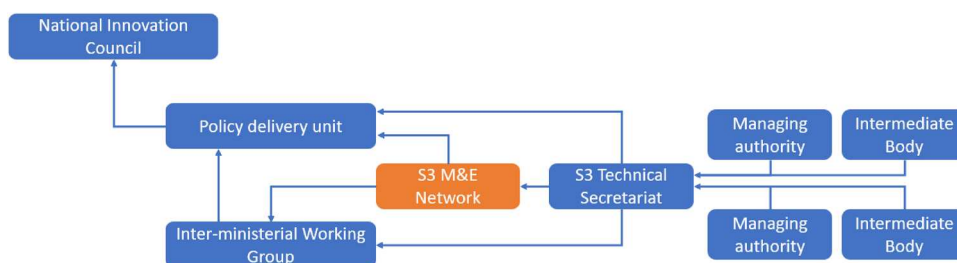 National Innovation
Council
Policy delivery unit
Managing
authority
Intermediate
Body
S3 M&E
Network
S3 Technical
Secretariat
Inter-ministerial Working
Group
Managing
authority
Intermediate
Body